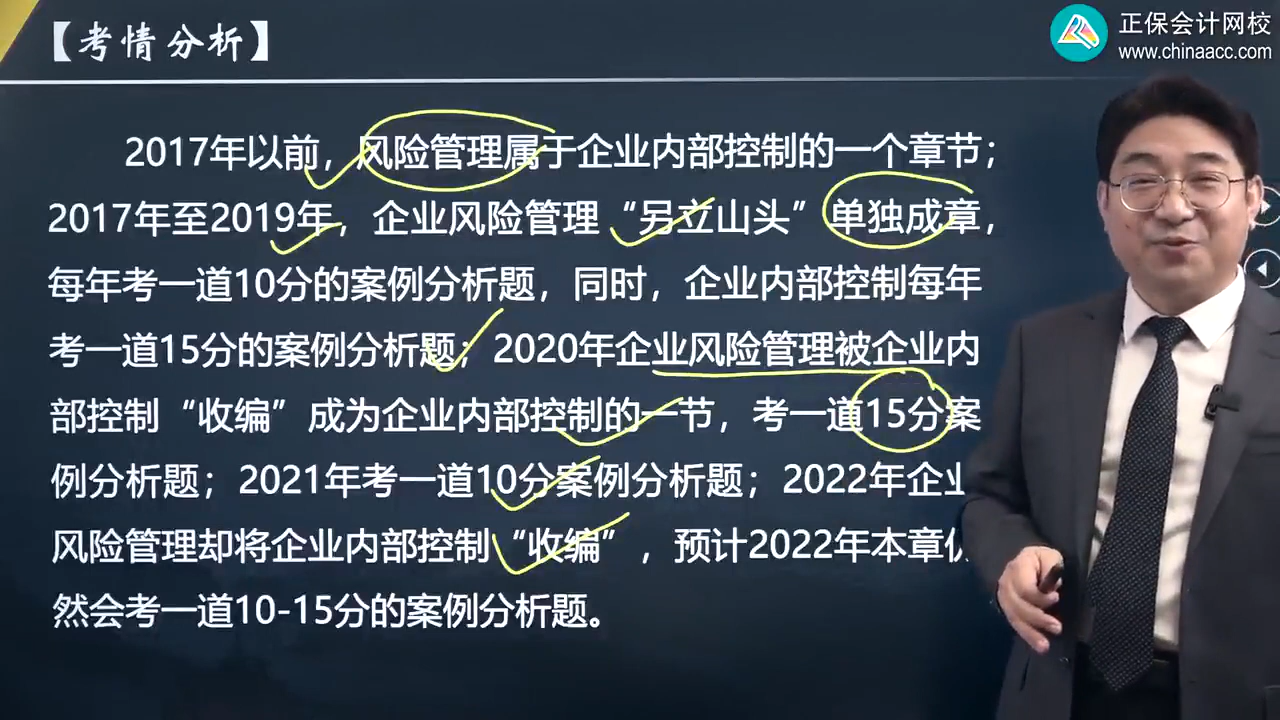 【考情分析】
正保会计网校
www.chinaacc.com
2017年以前，风险管理属于企业内部控制的一个章节；
2017年至2019年，企业风险管理“另立山头”单独成章，
每年考一道10分的案例分析题，同时，企业内部控制每年
考一道15分的案例分析题；2020年企业风险管理被企业内
部控制“收编”成为企业内部控制的一节，考一道15分案
例分析题；2021年考一道10分案例分析题；2022年企业
风险管理却将企业内部控制“收编”，预计2022年本章
然会考一道10-15分的案例分析题。